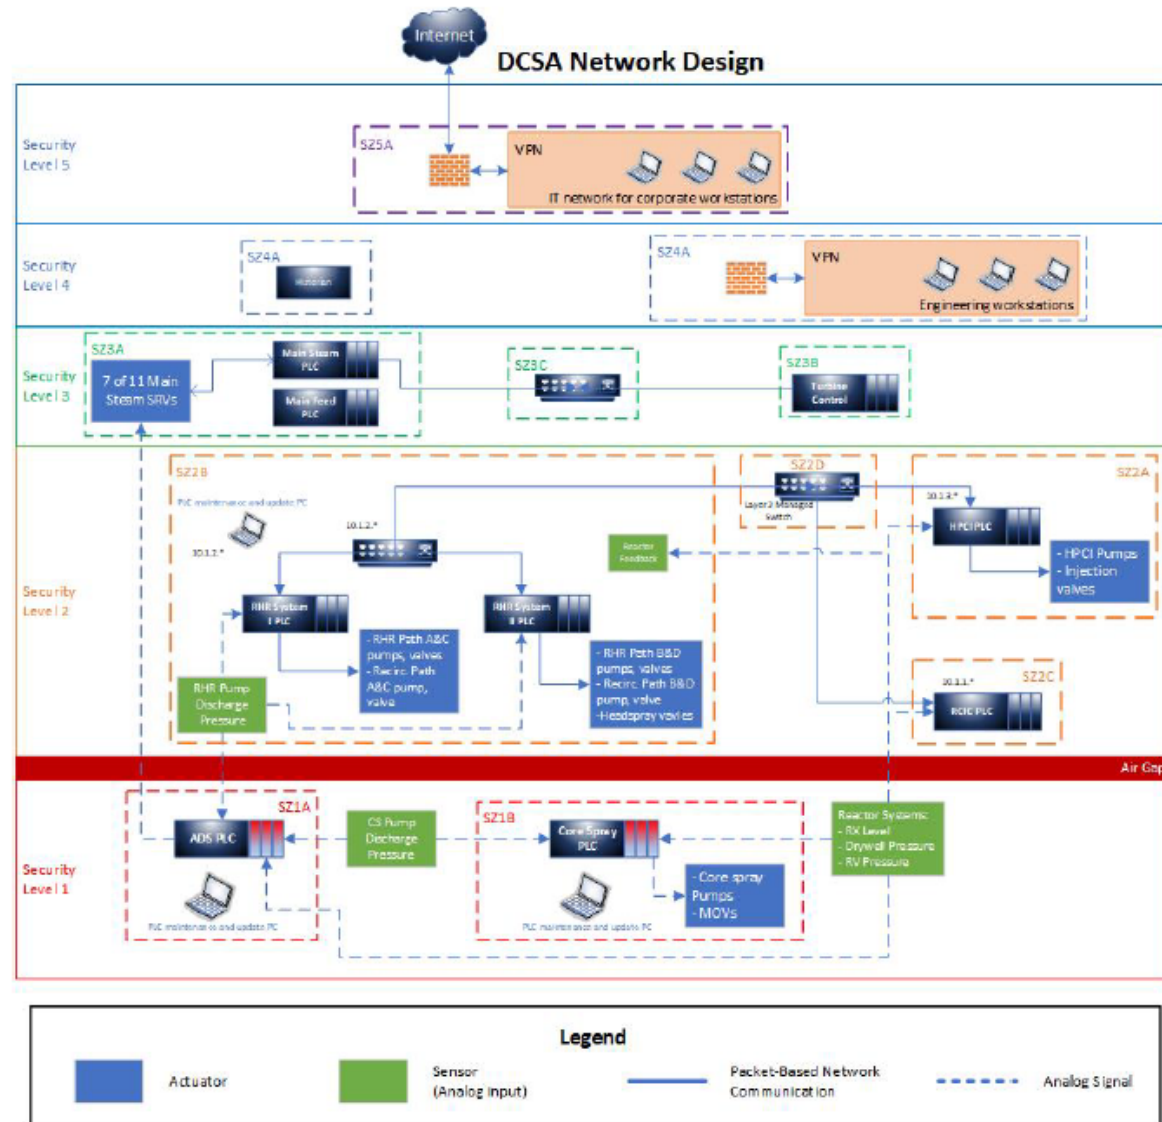 Internet
DCSA Network Design
Security
Level 5
SZ5A
VPN
IT network for corporate workstations
Security
Level 4
SZ4A
Historian
SZ4A
VPN
Engineering workstations
Security
Level 3
SZ3A
7 of 11 Main
Steam SRVs
Main Steam
PLC
Main Feed
PLC
SZ3C
SZ3B
Turbine
Control
Security
Level 2
SZ2B
PLC maintenance and update PC
10.1.2.*
10.1.2.*
RHR System
I PLC
RHR System
II PLC
- RHR Path A&C
pumps, valves
- Recirc. Path
A&C pump,
valve
- RHR Path B&D
pumps, valves
- Recirc. Path B&D
pump, valve
-Headspray vavles
RHR Pump
Discharge
Pressure
Reactor
Feedback
SZ2D
Layer 2 Managed
Switch
SZ2A
10.1.3.*
HPCI PLC
- HPCI Pumps
- Injection
valves
SZ2C
10.1.1.*
RCIC PLC
Air Gap
Security
Level 1
SZ1A
ADS PLC
PLC maintenance and update PC
CS Pump
Discharge
Pressure
SZ1B
Core Spray
PLC
PLC maintenance and update PC
- Core spray
Pumps
- MOVs
Reactor Systems:
- RX Level
- Drywell Pressure
- RV Pressure
Legend
Actuator
Sensor
(Analog Input)
Packet-Based Network
Communication
Analog Signal